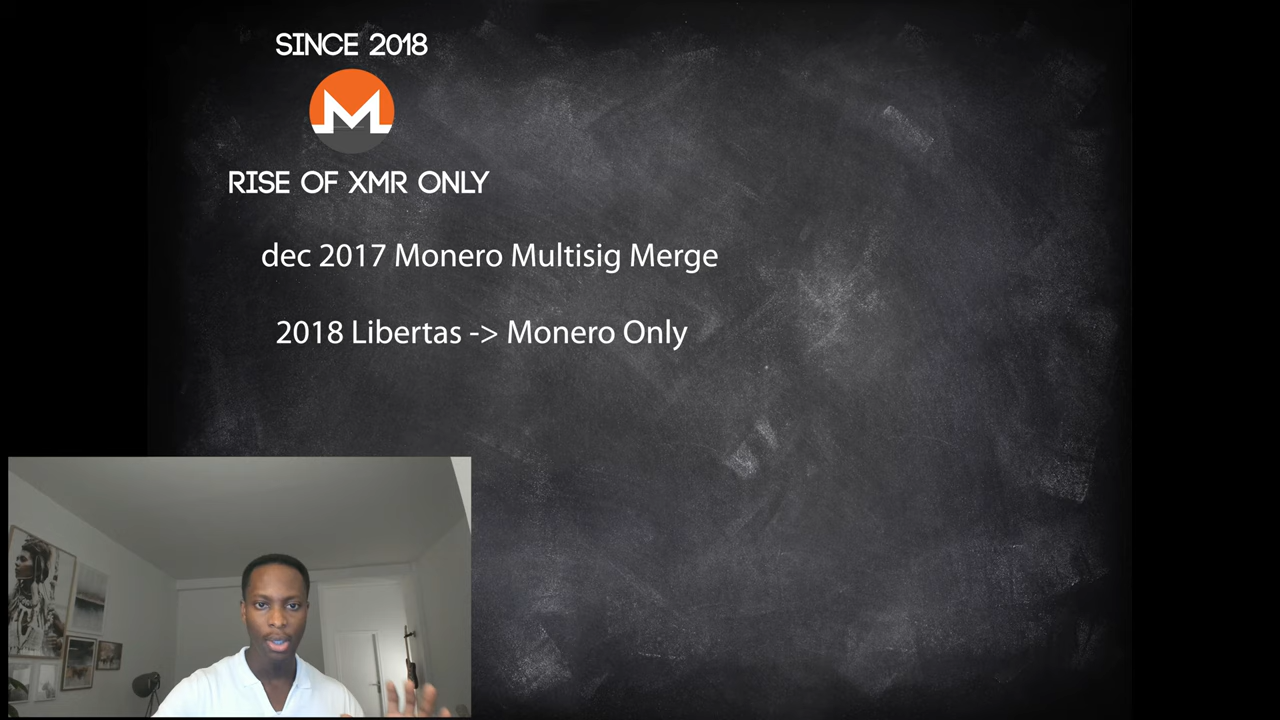 SINCE 2018
RISE OF XMR ONLY
dec 2017 Monero Multisig Merge
2018 Libertas -> Monero Only